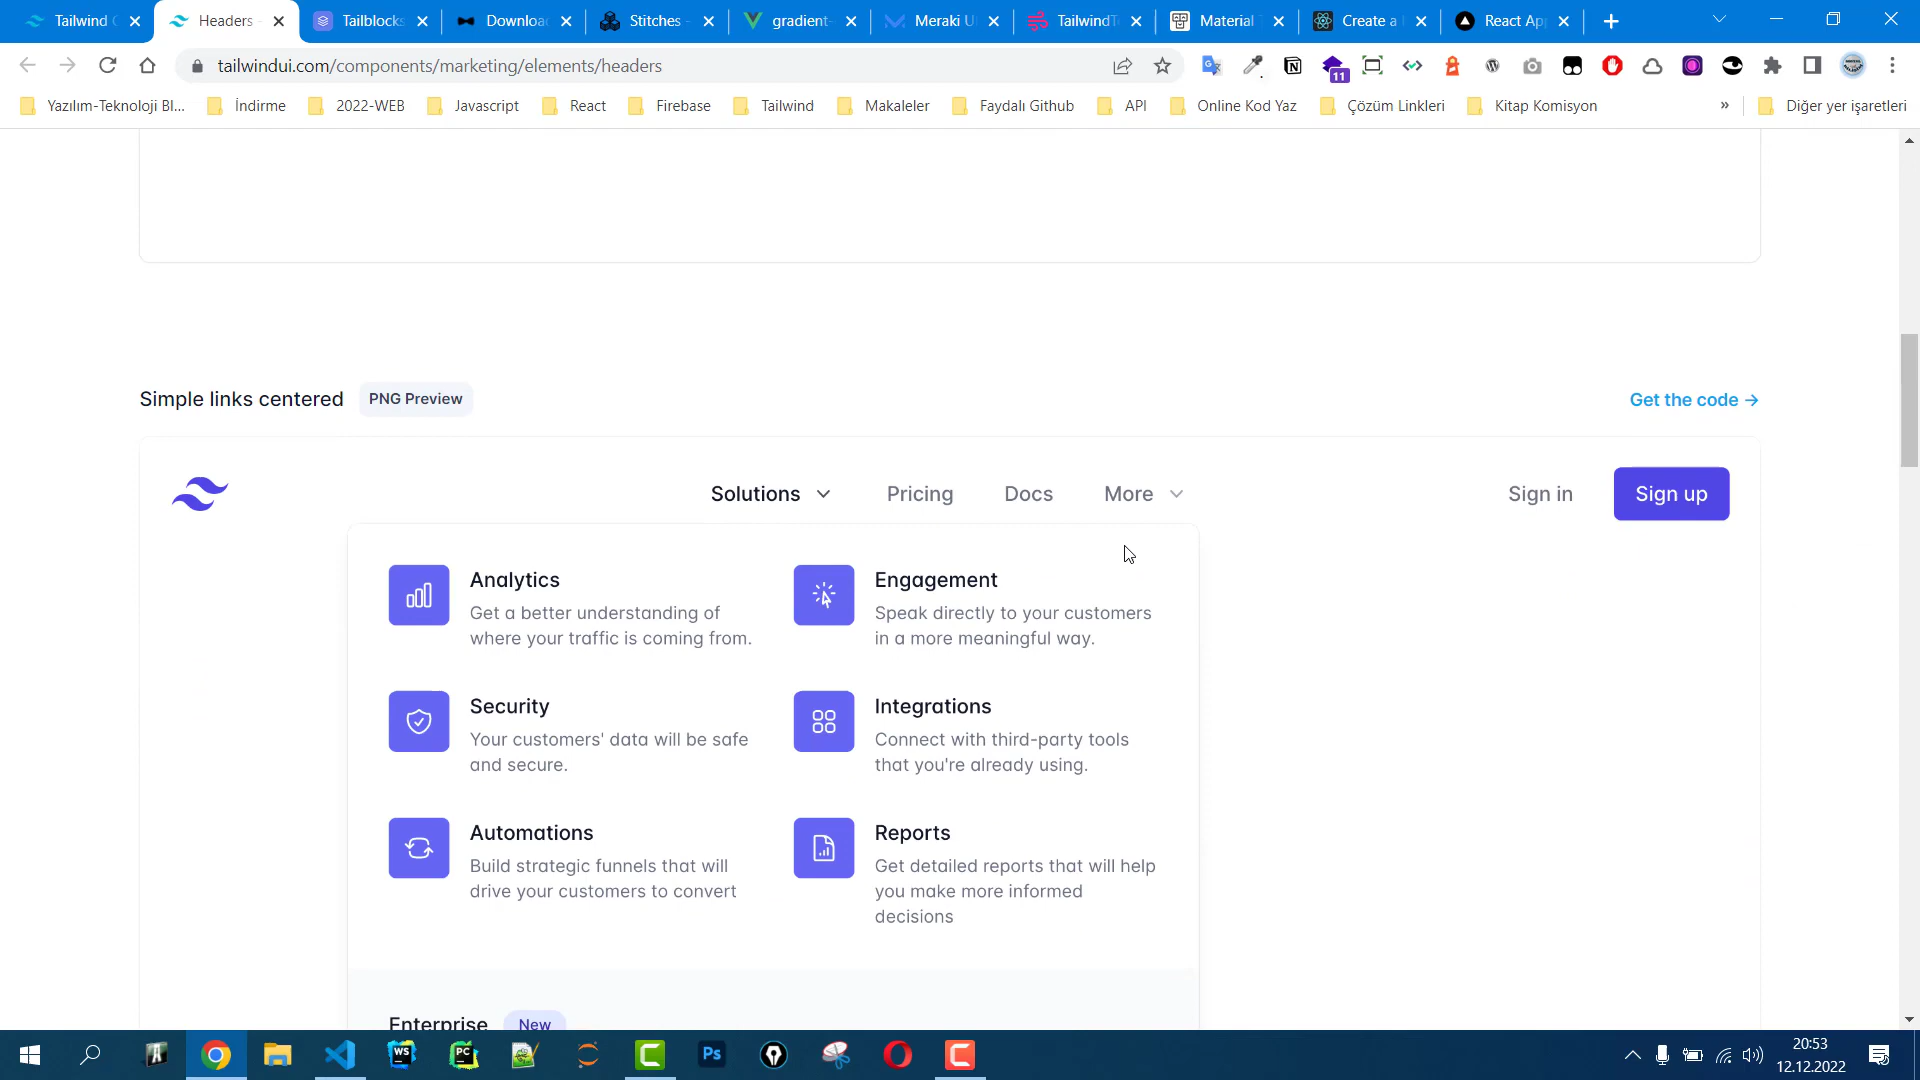 Tailwind
Headers
Tailblocks
Downloa
Stitches
gradient-
Meraki U
TailwindT
Material
Create a
React Ap
tailwindui.com/components/marketing/elements/headers
11
Yazılım-Teknoloji Bl...
İndirme
2022-WEB
Javascript
React
Firebase
Tailwind
Makaleler
Faydalı Github
API
Online Kod Yaz
Çözüm Linkleri
Kitap Komisyon
»
Diğer yer işaretleri
Simple links centered
PNG Preview
Get the code →
Solutions
Pricing
Docs
More
Sign in
Sign up
Analytics
Get a better understanding of
where your traffic is coming from.
Engagement
Speak directly to your customers
in a more meaningful way.
Security
Your customers' data will be safe
and secure.
Integrations
Connect with third-party tools
that you're already using.
Automations
Build strategic funnels that will
drive your customers to convert
Reports
Get detailed reports that will help
you make more informed
decisions
Enterprise
New
WS
PC
Ps
20:53
12.12.2022